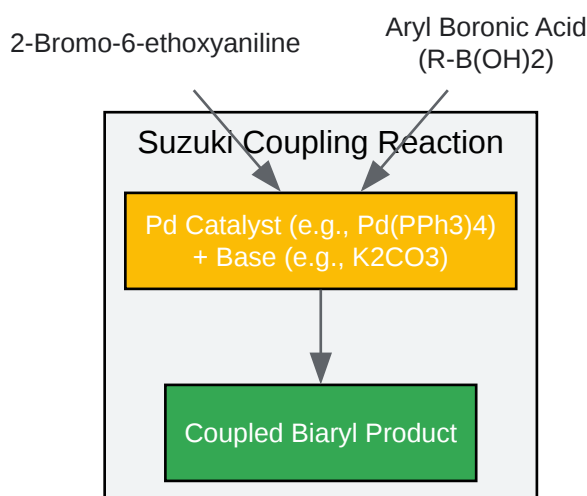 2-Bromo-6-ethoxyaniline
Aryl Boronic Acid
(R-B(OH)2)
Suzuki Coupling Reaction
Pd Catalyst (e.g., Pd(PPh3)4)
+ Base (e.g., K2CO3)
Coupled Biaryl Product